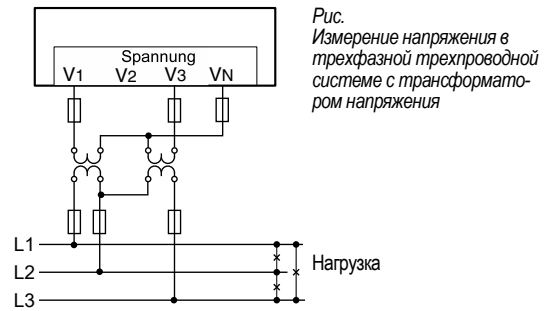 Рис.
Измерение напряжения в
трехфазной трехпроводной
системе с трансформато-
ром напряжения
Spannung
V1 V2 V3 VN
L1
L2
L3
Нагрузка